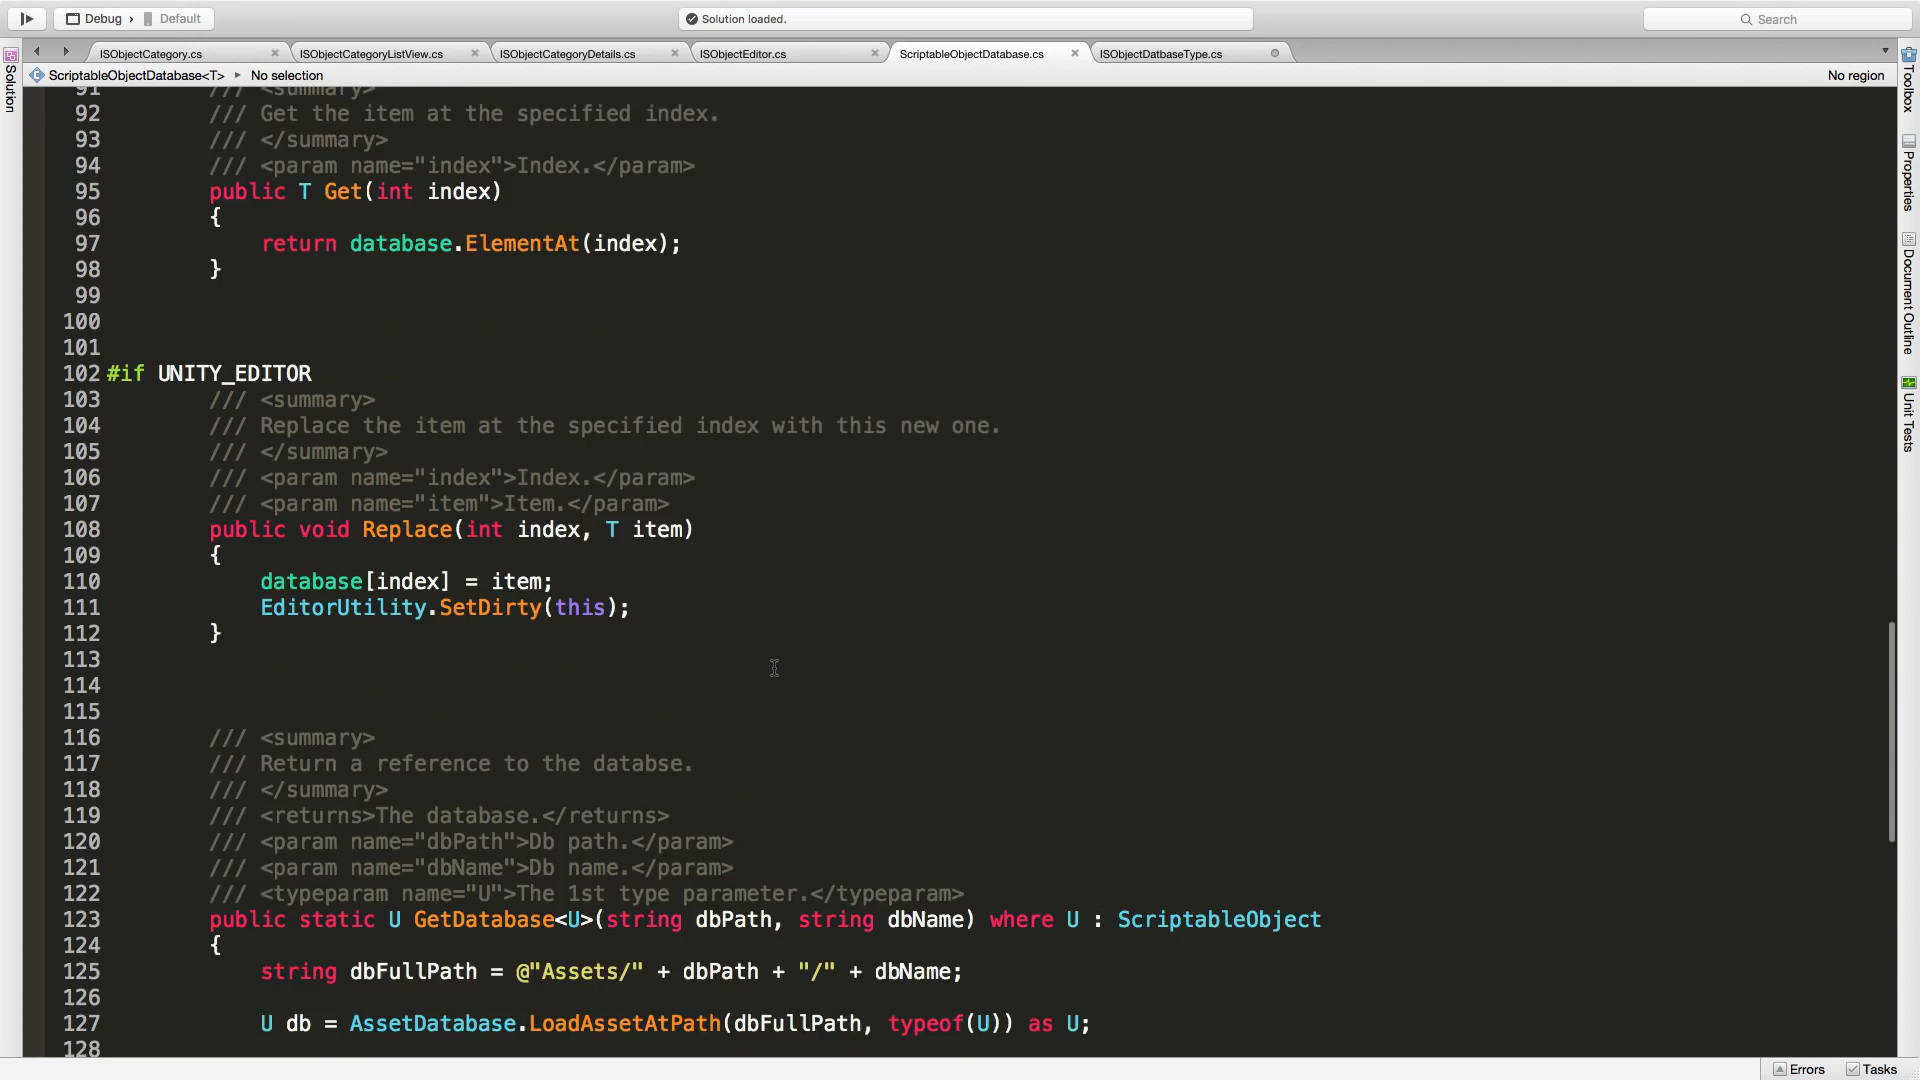 Debug › Default
Solution loaded.
Search
ISObjectCategory.cs
ISObjectCategoryListView.cs
ISObjectCategoryDetails.cs
ISObjectEditor.cs
ScriptableObjectDatabase.cs
ISObjectDatbaseType.cs
ScriptableObjectDatabase<T> ▸ No selection
No region
Solution
Toolbox
Properties
Document Outline
Unit Tests
91 /// <summary>
92 /// Get the item at the specified index.
93 /// </summary>
94 /// <param name="index">Index.</param>
95 public T Get(int index)
96 {
97 return database.ElementAt(index);
98 }
99
100
101
102 #if UNITY_EDITOR
103 /// <summary>
104 /// Replace the item at the specified index with this new one.
105 /// </summary>
106 /// <param name="index">Index.</param>
107 /// <param name="item">Item.</param>
108 public void Replace(int index, T item)
109 {
110 database[index] = item;
111 EditorUtility.SetDirty(this);
112 }
113
114
115
116 /// <summary>
117 /// Return a reference to the databse.
118 /// </summary>
119 /// <returns>The database.</returns>
120 /// <param name="dbPath">Db path.</param>
121 /// <param name="dbName">Db name.</param>
122 /// <typeparam name="U">The 1st type parameter.</typeparam>
123 public static U GetDatabase<U>(string dbPath, string dbName) where U : ScriptableObject
124 {
125 string dbFullPath = @"Assets/" + dbPath + "/" + dbName;
126
127 U db = AssetDatabase.LoadAssetAtPath(dbFullPath, typeof(U)) as U;
128
Errors
Tasks